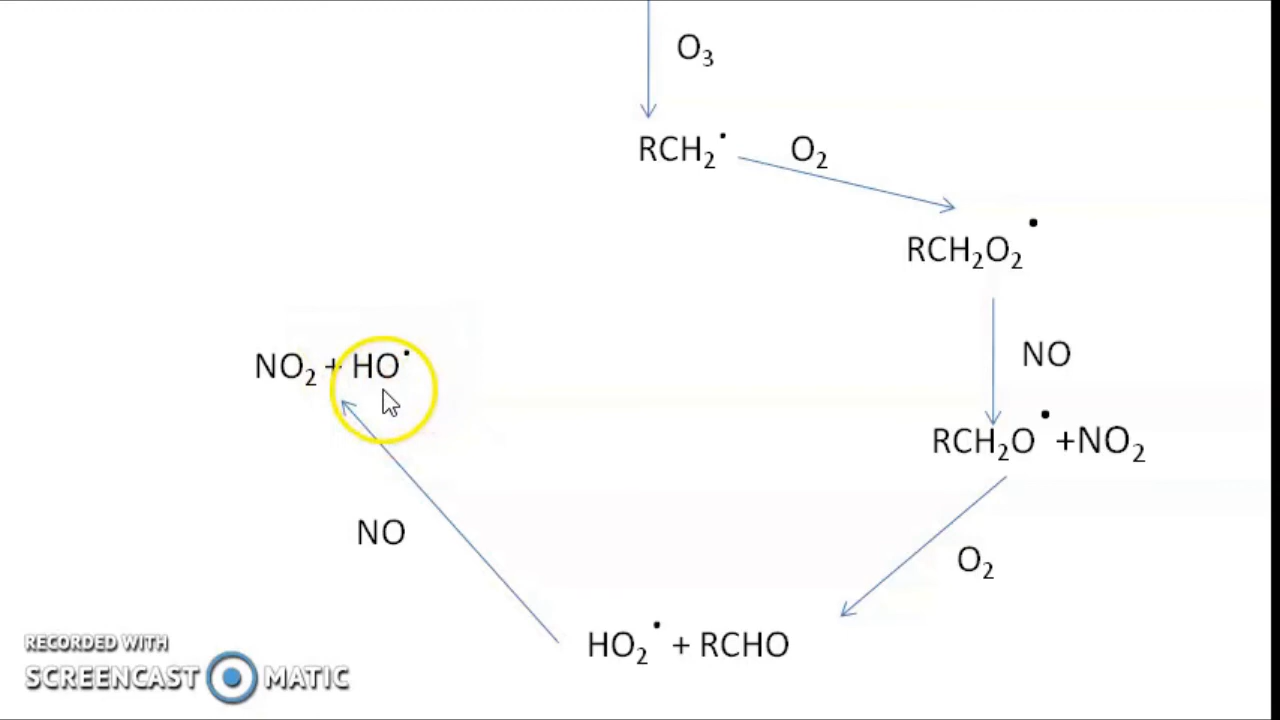 O₃
RCH₂• O₂
RCH₂O₂•
NO₂ + HO•
NO
RCH₂O• +NO₂
NO
O₂
HO₂• + RCHO
RECORDED WITH
SCREENCAST MATIC